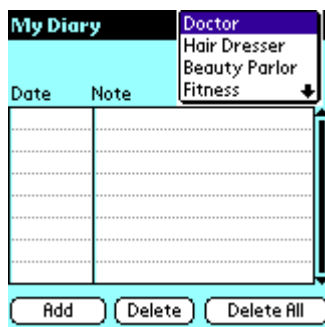 My Diary
Doctor
Hair Dresser
Beauty Parlor
Fitness
Date Note
Add Delete Delete All